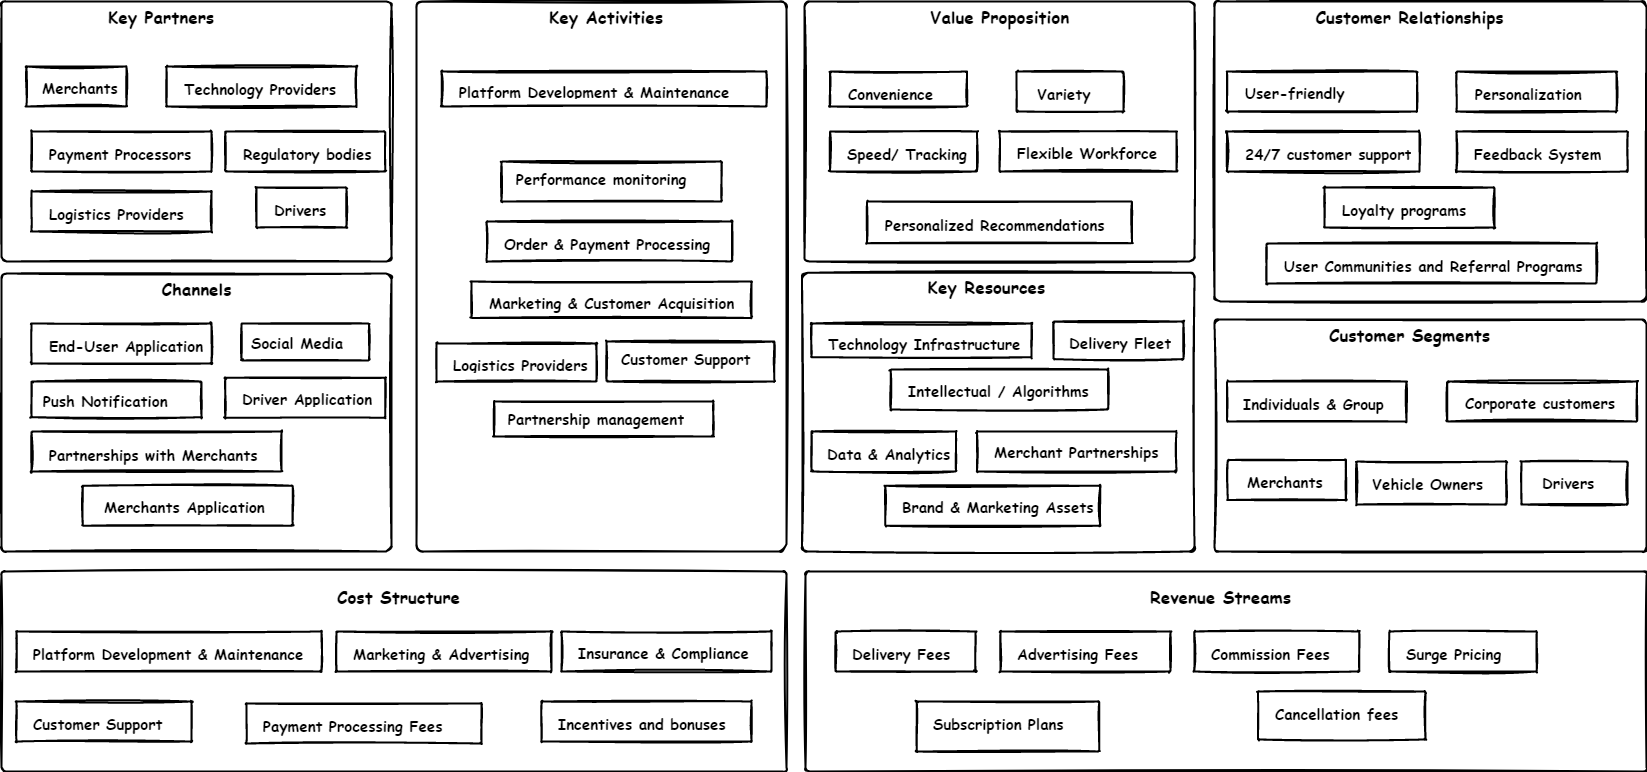 Key Partners
Merchants
Technology Providers
Payment Processors
Regulatory bodies
Logistics Providers
Drivers
Key Activities
Platform Development & Maintenance
Performance monitoring
Order & Payment Processing
Marketing & Customer Acquisition
Logistics Providers
Customer Support
Partnership management
Value Proposition
Convenience
Variety
Speed/ Tracking
Flexible Workforce
Personalized Recommendations
Customer Relationships
User-friendly
Personalization
24/7 customer support
Feedback System
Loyalty programs
User Communities and Referral Programs
Channels
End-User Application
Social Media
Push Notification
Driver Application
Partnerships with Merchants
Merchants Application
Key Resources
Technology Infrastructure
Delivery Fleet
Intellectual / Algorithms
Data & Analytics
Merchant Partnerships
Brand & Marketing Assets
Customer Segments
Individuals & Group
Corporate customers
Merchants
Vehicle Owners
Drivers
Cost Structure
Platform Development & Maintenance
Marketing & Advertising
Insurance & Compliance
Customer Support
Payment Processing Fees
Incentives and bonuses
Revenue Streams
Delivery Fees
Advertising Fees
Commission Fees
Surge Pricing
Subscription Plans
Cancellation fees